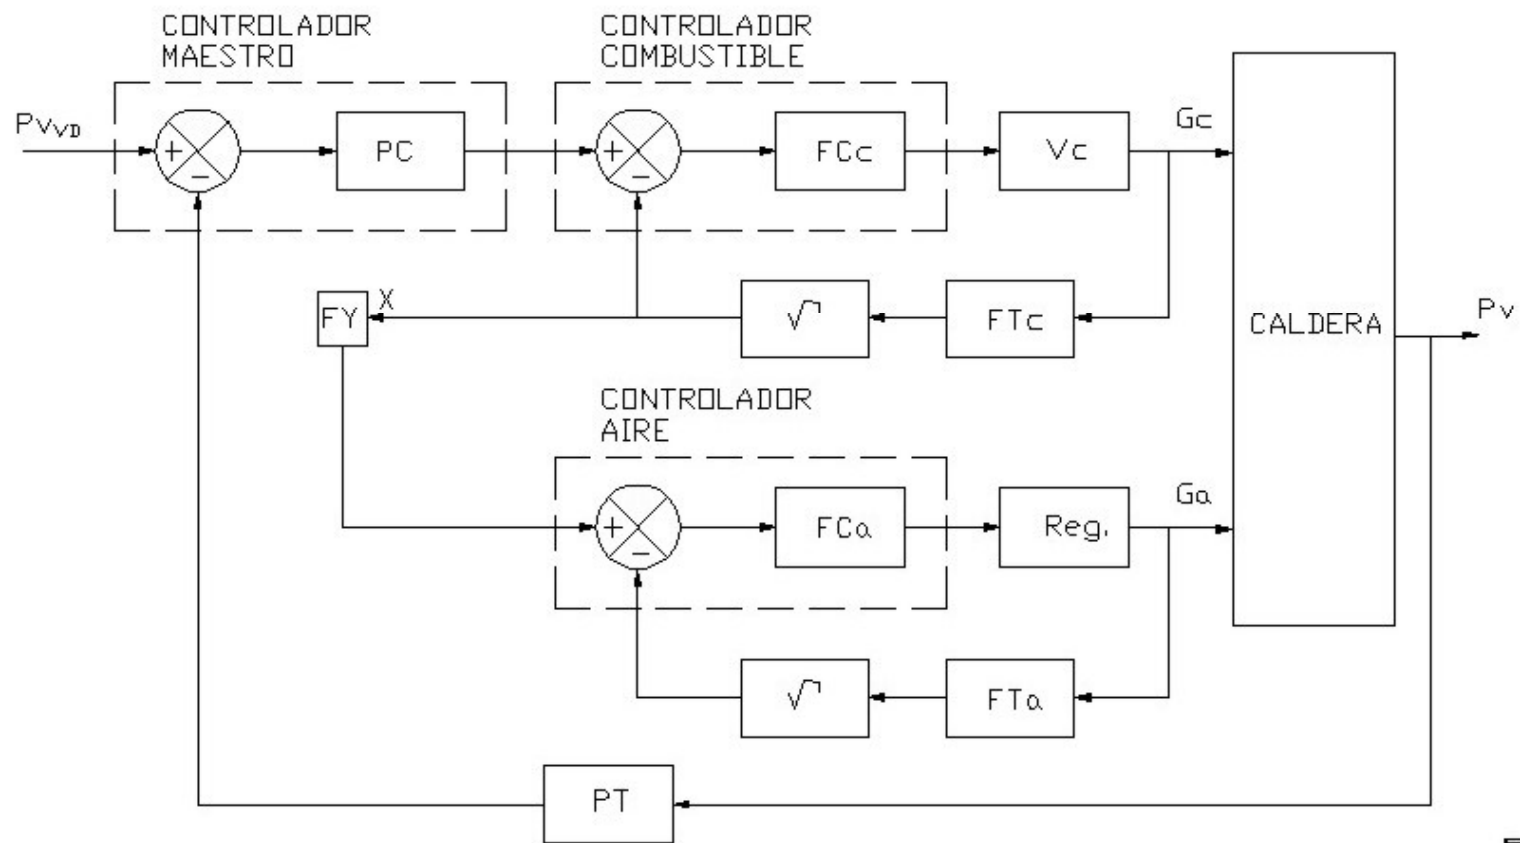 CONTROLADOR
MAESTRO
CONTROLADOR
COMBUSTIBLE
PvVD
+
-
PC
+
-
FCc
Vc
Gc
FY
X
√
FTc
CALDERA
Pv
CONTROLADOR
AIRE
+
-
FCa
Reg.
Ga
√
FTa
PT